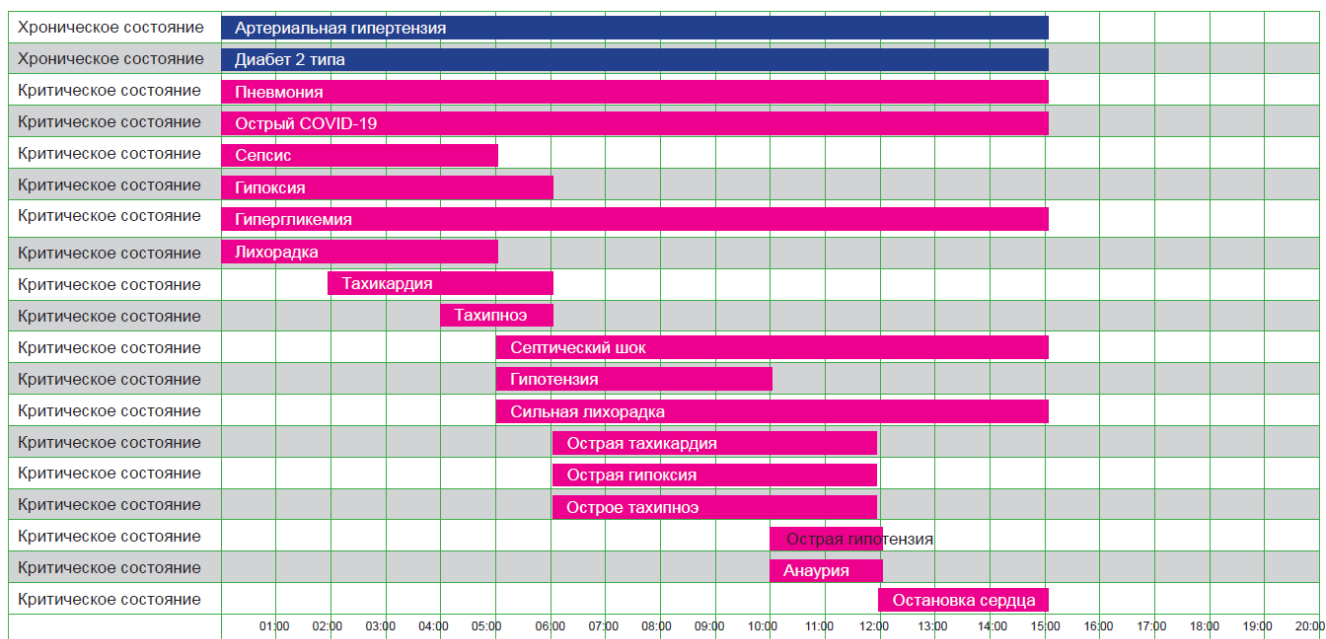 Хроническое состояние Артериальная гипертензия
Хроническое состояние Диабет 2 типа
Критическое состояние Пневмония
Критическое состояние Острый COVID-19
Критическое состояние Сепсис
Критическое состояние Гипоксия
Критическое состояние Гипергликемия
Критическое состояние Лихорадка
Критическое состояние Тахикардия
Критическое состояние Тахипноэ
Критическое состояние Септический шок
Критическое состояние Гипотензия
Критическое состояние Сильная лихорадка
Критическое состояние Острая тахикардия
Критическое состояние Острая гипоксия
Критическое состояние Острое тахипноэ
Критическое состояние Острая гипотензия
Критическое состояние Анаурия
Критическое состояние Остановка сердца
01:00 02:00 03:00 04:00 05:00 06:00 07:00 08:00 09:00 10:00 11:00 12:00 13:00 14:00 15:00 16:00 17:00 18:00 19:00 20:00